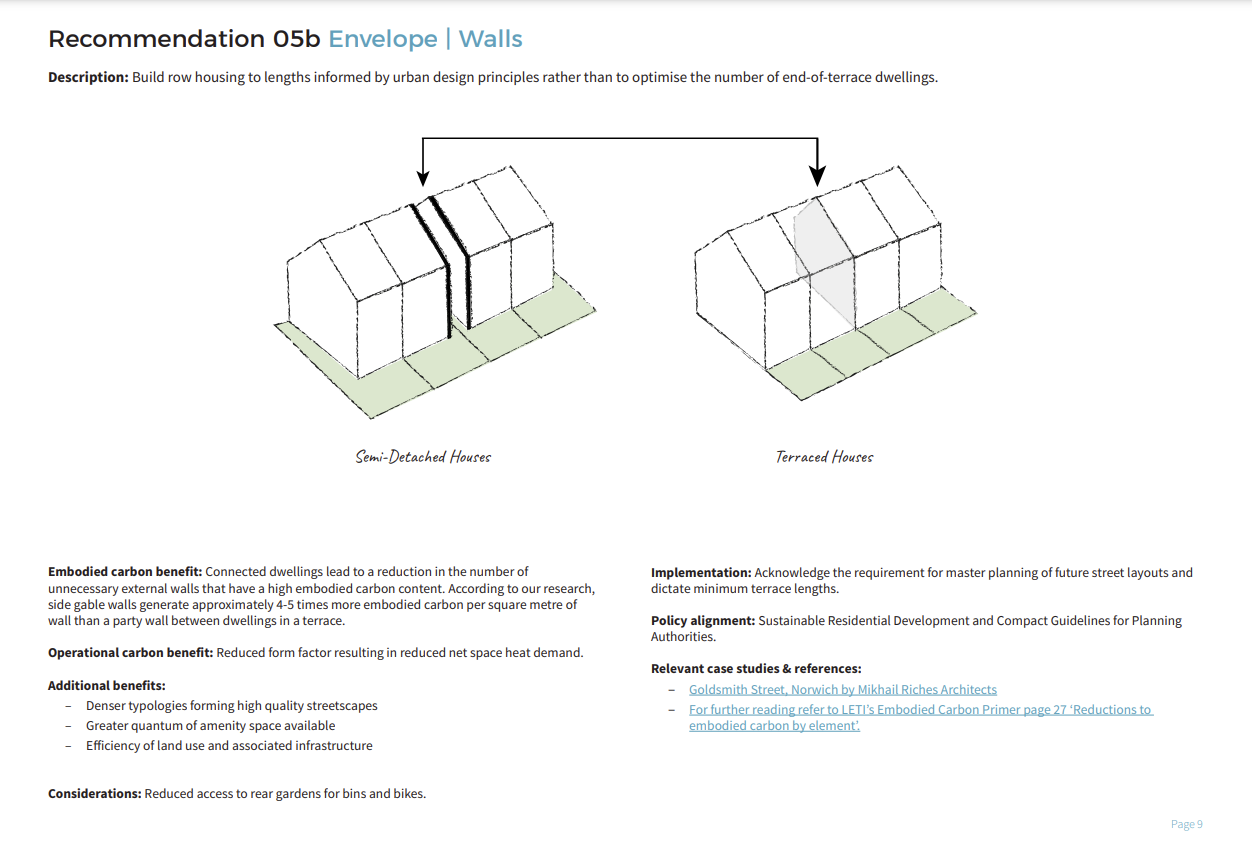 Recommendation 05b Envelope | Walls
Description: Build row housing to lengths informed by urban design principles rather than to optimise the number of end-of-terrace dwellings.
Semi-Detached Houses
Terraced Houses
Embodied carbon benefit: Connected dwellings lead to a reduction in the number of
unnecessary external walls that have a high embodied carbon content. According to our research,
side gable walls generate approximately 4-5 times more embodied carbon per square metre of
wall than a party wall between dwellings in a terrace.
Operational carbon benefit: Reduced form factor resulting in reduced net space heat demand.
Additional benefits:
– Denser typologies forming high quality streetscapes
– Greater quantum of amenity space available
– Efficiency of land use and associated infrastructure
Considerations: Reduced access to rear gardens for bins and bikes.
Implementation: Acknowledge the requirement for master planning of future street layouts and
dictate minimum terrace lengths.
Policy alignment: Sustainable Residential Development and Compact Guidelines for Planning
Authorities.
Relevant case studies & references:
– Goldsmith Street, Norwich by Mikhail Riches Architects
– For further reading refer to LETI's Embodied Carbon Primer page 27 'Reductions to
embodied carbon by element'.
Page 9